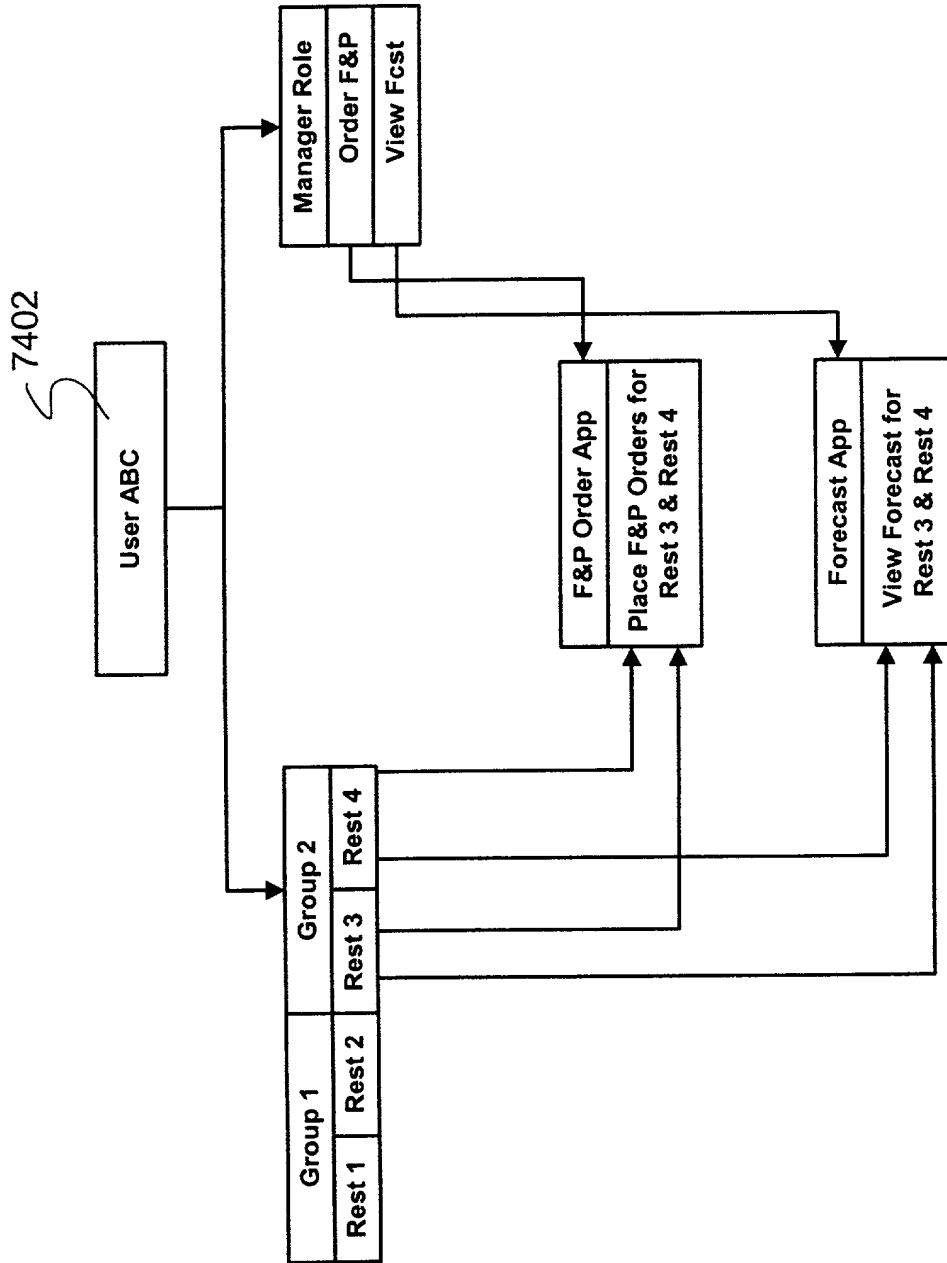 7402
User ABC
Group 1
Group 2
Rest 1
Rest 2
Rest 3
Rest 4
Manager Role
Order F&P
View Fcst
F&P Order App
Place F&P Orders for
Rest 3 & Rest 4
Forecast App
View Forecast for
Rest 3 & Rest 4